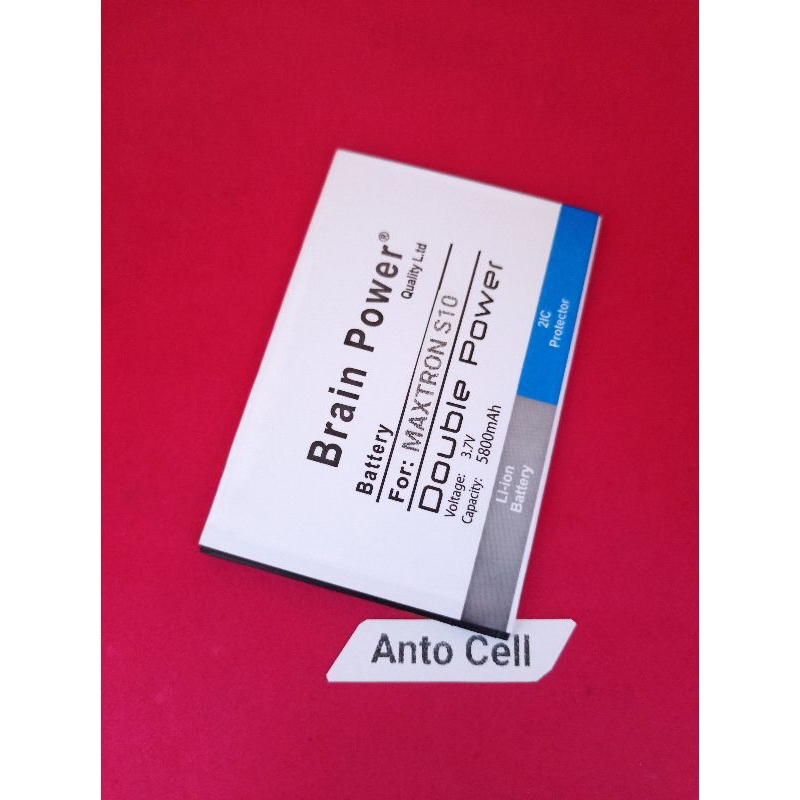 Brain Power®
Quality L.td
Battery
For: MAXTRON S10
Double Power
Voltage: 3.7V
Capacity: 5800mAh
LI-ion
Battery
2IC
Protector
Anto Cell